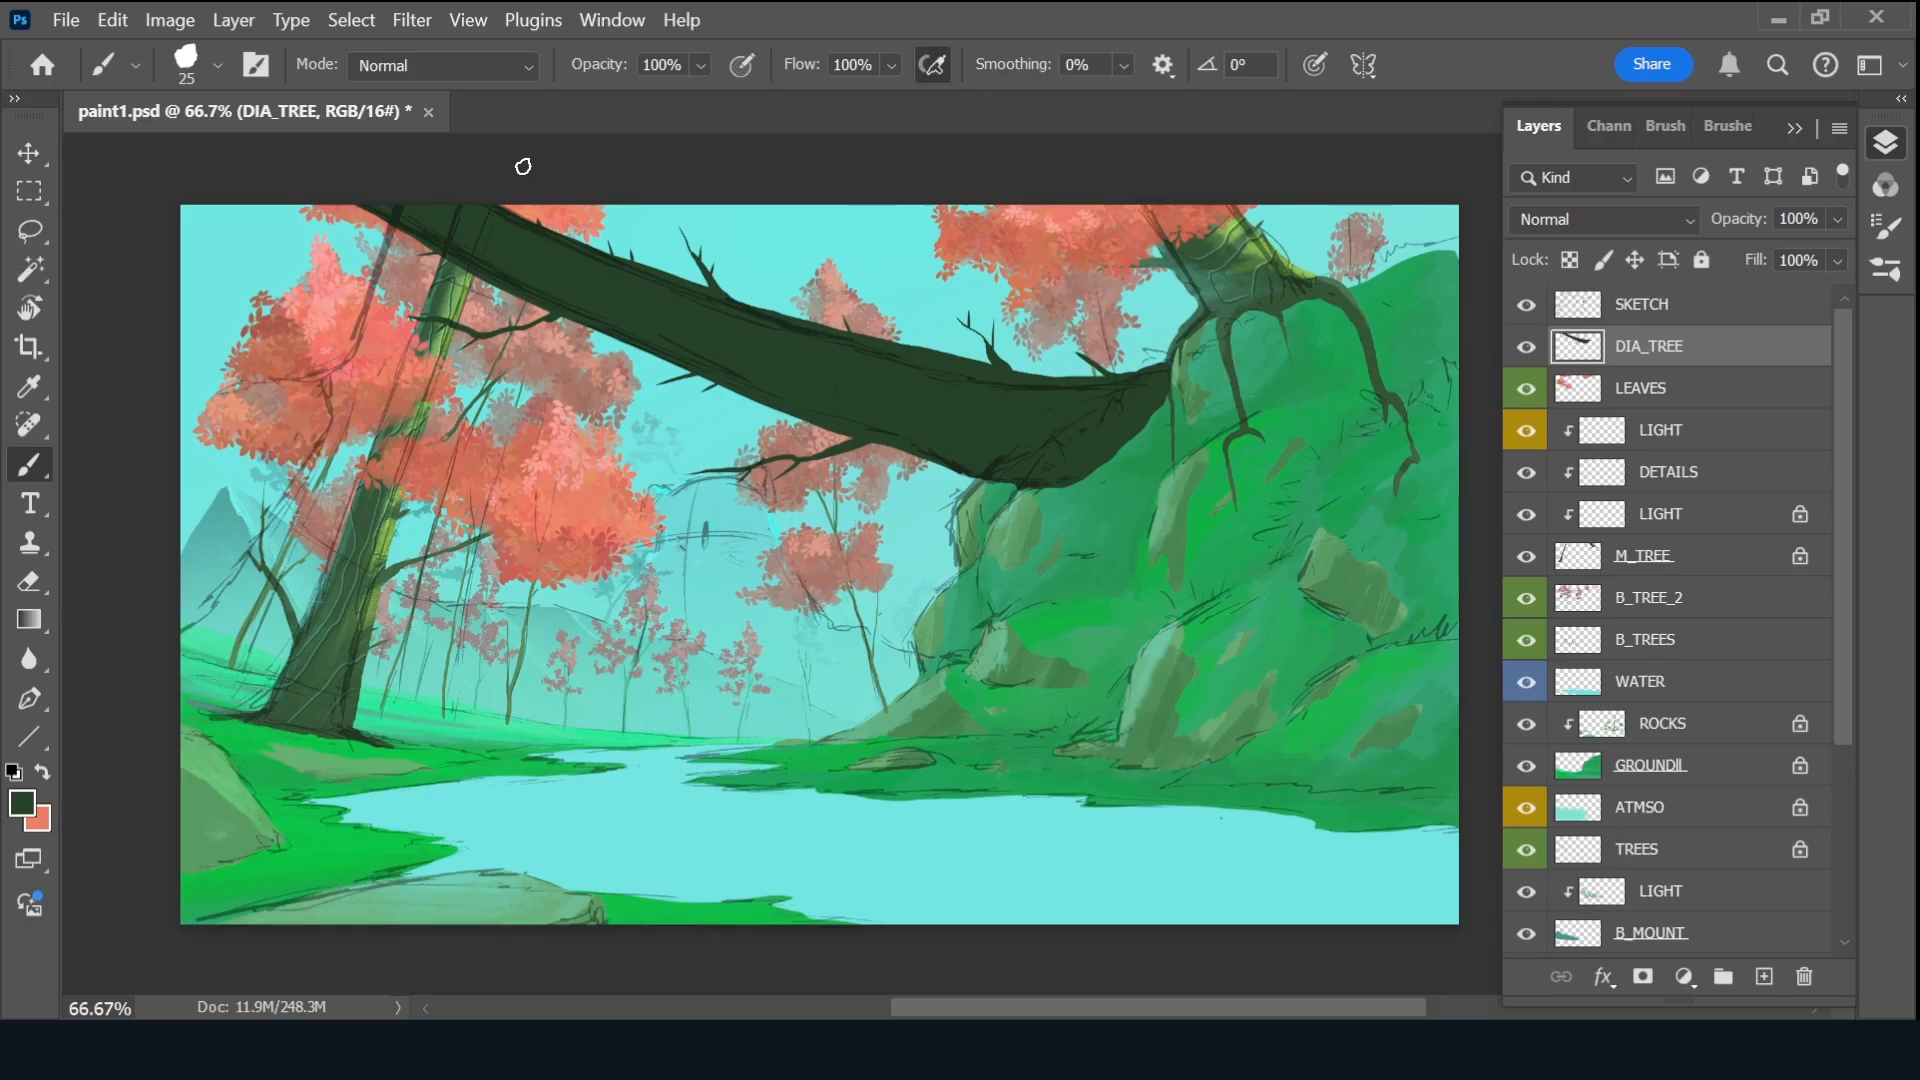 Ps File Edit Image Layer Type Select Filter View Plugins Window Help
25 Mode: Normal Opacity: 100% Flow: 100% Smoothing: 0% 0° Share
paint1.psd @ 66.7% (DIA_TREE, RGB/16#) *
Layers Chann Brush Brushe
Kind
Normal Opacity: 100%
Lock: Fill: 100%
SKETCH
DIA_TREE
LEAVES
LIGHT
DETAILS
LIGHT
M_TREE
B_TREE_2
B_TREES
WATER
ROCKS
GROUNDll
ATMSO
TREES
LIGHT
B_MOUNT
fx
66.67% Doc: 11.9M/248.3M